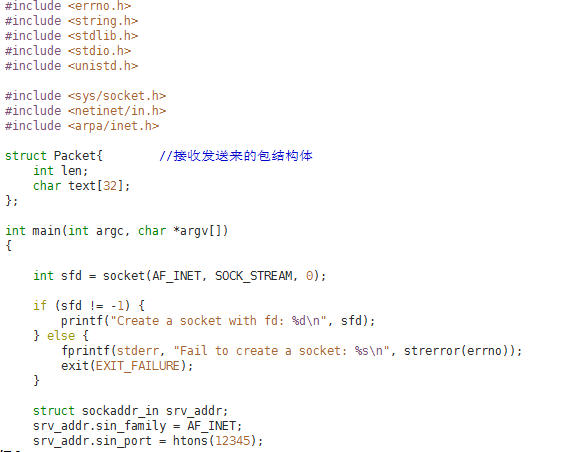 #include <errno.h>
#include <string.h>
#include <stdlib.h>
#include <stdio.h>
#include <unistd.h>
#include <sys/socket.h>
#include <netinet/in.h>
#include <arpa/inet.h>
struct Packet{        //接收发送来的包结构体
    int len;
    char text[32];
};
int main(int argc, char *argv[])
{
    int sfd = socket(AF_INET, SOCK_STREAM, 0);
    if (sfd != -1) {
        printf("Create a socket with fd: %d\n", sfd);
    } else {
        fprintf(stderr, "Fail to create a socket: %s\n", strerror(errno));
        exit(EXIT_FAILURE);
    }
    struct sockaddr_in srv_addr;
    srv_addr.sin_family = AF_INET;
    srv_addr.sin_port = htons(12345);